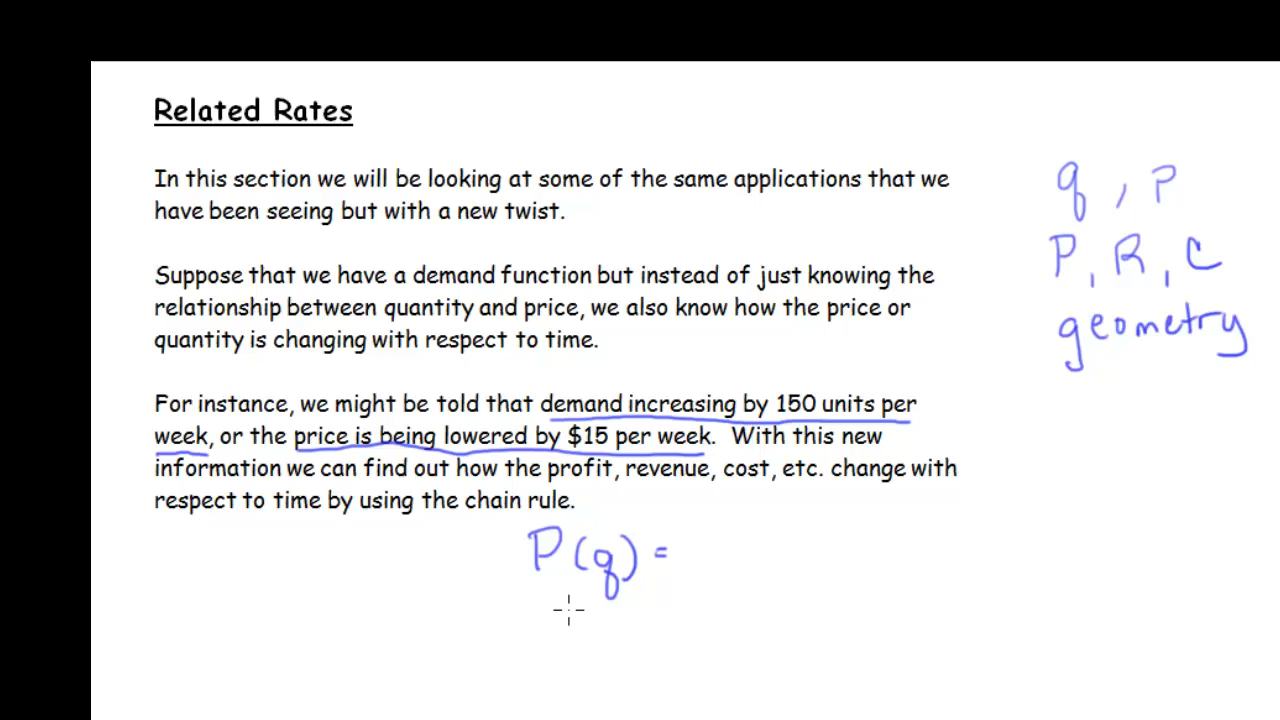 Related Rates
In this section we will be looking at some of the same applications that we
have been seeing but with a new twist.
q , p
P, R, C
Suppose that we have a demand function but instead of just knowing the
relationship between quantity and price, we also know how the price or
geometry
quantity is changing with respect to time.
For instance, we might be told that demand increasing by 150 units per
week, or the price is being lowered by $15 per week. With this new
information we can find out how the profit, revenue, cost, etc. change with
respect to time by using the chain rule.
P(q) =